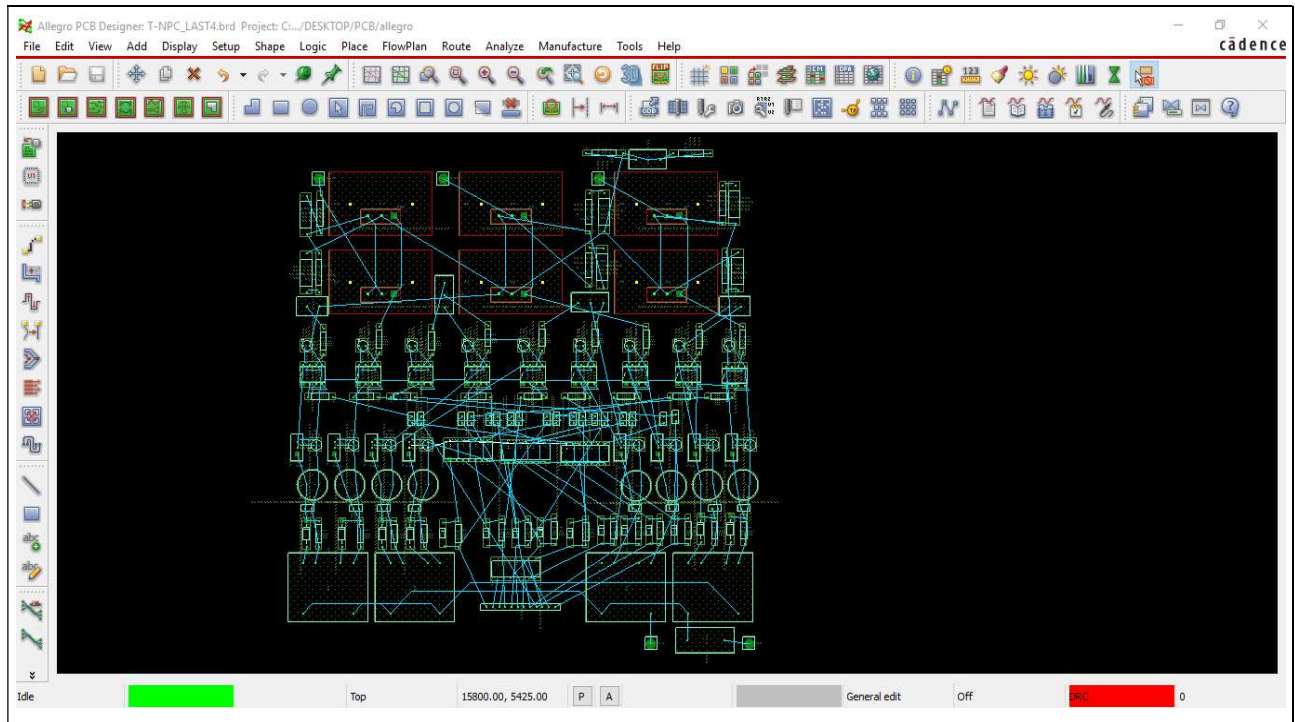 Allegro PCB Designer: T-NPC_LAST4.brd Project: C:.../DESKTOP/PCB/allegro
File Edit View Add Display Setup Shape Logic Place FlowPlan Route Analyze Manufacture Tools Help
cādence
Idle Top 15800.00, 5425.00 P A General edit Off DRC 0